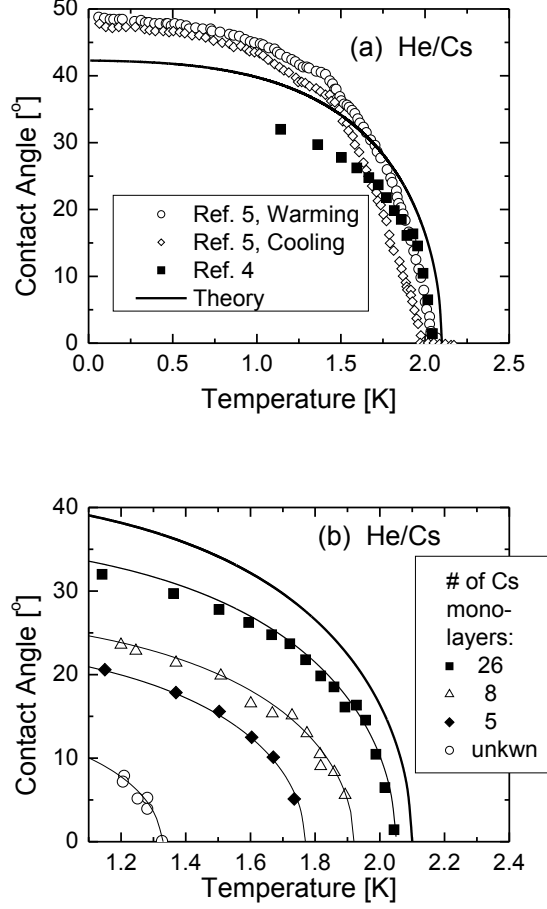 50
(a) He/Cs
40
30
20
10
0
Contact Angle [°]
Ref. 5, Warming
Ref. 5, Cooling
Ref. 4
Theory
0.0 0.5 1.0 1.5 2.0 2.5
Temperature [K]
40
(b) He/Cs
30
20
10
0
Contact Angle [°]
# of Cs
mono-
layers:
26
8
5
unkwn
1.2 1.4 1.6 1.8 2.0 2.2 2.4
Temperature [K]